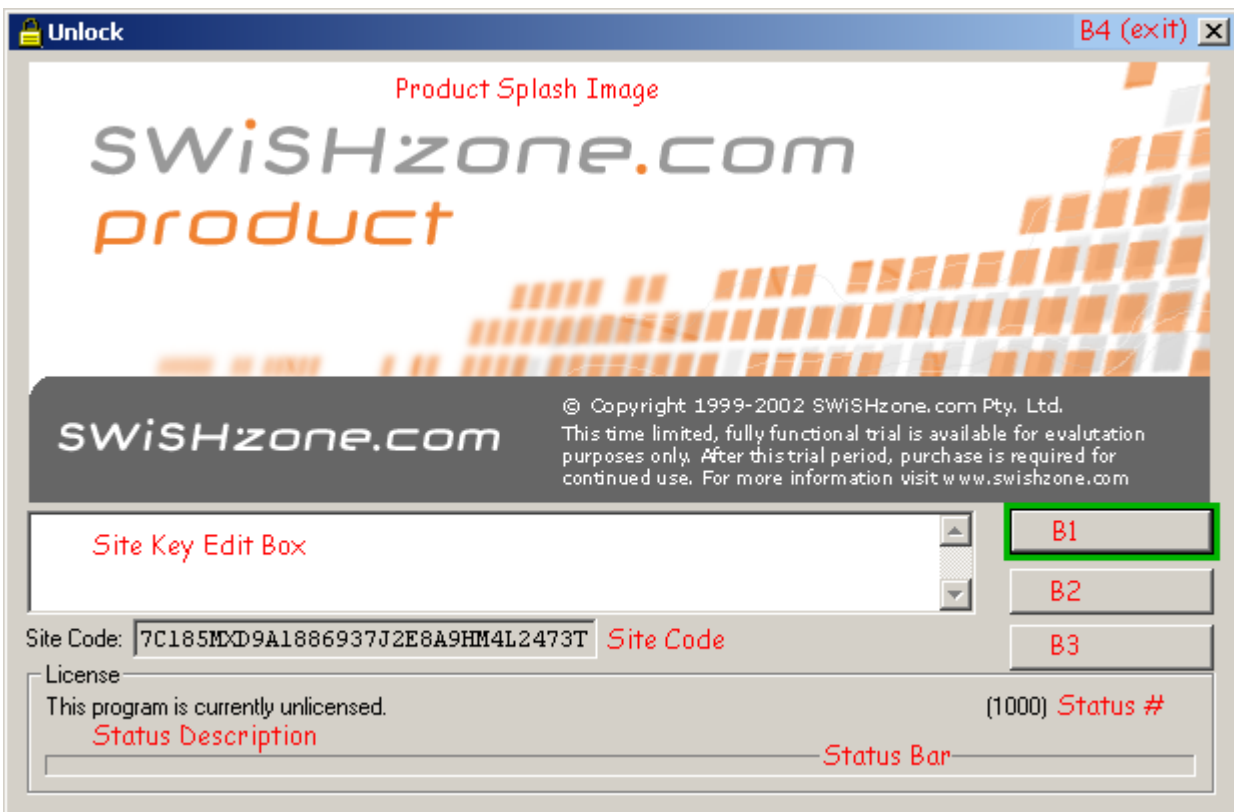 Unlock B4 (exit)
Product Splash Image
SWiSHzone.com
product
SWiSHzone.com
© Copyright 1999-2002 SWiSHzone.com Pty. Ltd.
This time limited, fully functional trial is available for evalutation
purposes only. After this trial period, purchase is required for
continued use. For more information visit www.swishzone.com
Site Key Edit Box
B1
B2
Site Code: 7C185MXD9A1886937J2E8A9HM4L2473T Site Code
B3
License
This program is currently unlicensed. (1000) Status #
Status Description
Status Bar